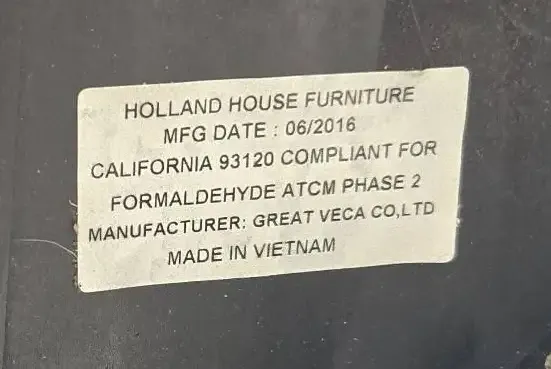 HOLLAND HOUSE FURNITURE
MFG DATE : 06/2016
CALIFORNIA 93120 COMPLIANT FOR
FORMALDEHYDE ATCM PHASE 2
MANUFACTURER: GREAT VECA CO,LTD
MADE IN VIETNAM